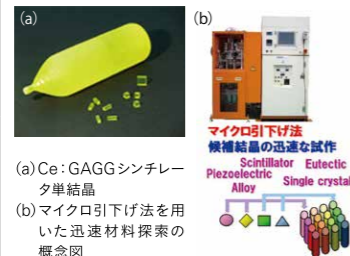 (a)
(b)
マイクロ引下げ法
候補結晶の迅速な試作
Scintillator Eutectic
Piezoelectric
Alloy Single crystal
(a)Ce:GAGGシンチレー
タ単結晶
(b)マイクロ引下げ法を用
いた迅速材料探索の
概念図